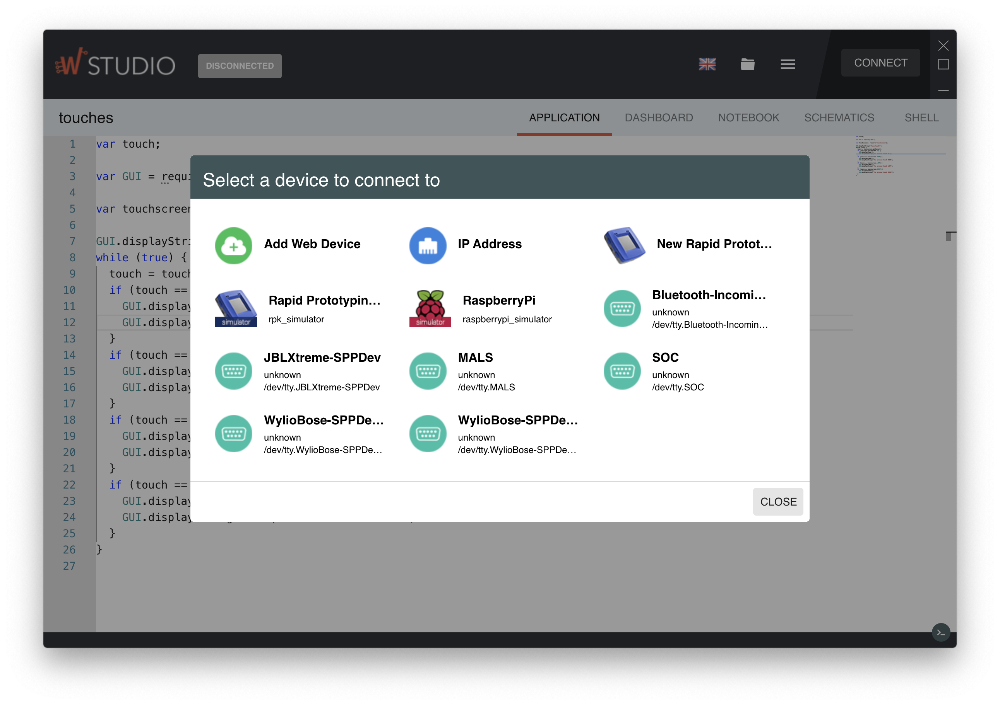 W STUDIO
DISCONNECTED
CONNECT
touches
APPLICATION DASHBOARD NOTEBOOK SCHEMATICS SHELL
1 var touch;
2
3 var GUI = requi
4
5 var touchscreen
6
7 GUI.displayStri
8 while (true) {
9 touch = touch
10 if (touch ==
11 GUI.display
12 GUI.display
13 }
14 if (touch ==
15 GUI.display
16 GUI.display
17 }
18 if (touch ==
19 GUI.display
20 GUI.display
21 }
22 if (touch ==
23 GUI.display
24 GUI.display
25 }
26 }
27
Select a device to connect to
Add Web Device
IP Address
New Rapid Protot...
simulator
Rapid Prototypin...
rpk_simulator
simulator
RaspberryPi
raspberrypi_simulator
Bluetooth-Incomi...
unknown
/dev/tty.Bluetooth-Incomin...
JBLXtreme-SPPDev
unknown
/dev/tty.JBLXtreme-SPPDev
MALS
unknown
/dev/tty.MALS
SOC
unknown
/dev/tty.SOC
WylioBose-SPPDe...
unknown
/dev/tty.WylioBose-SPPDe...
WylioBose-SPPDe...
unknown
/dev/tty.WylioBose-SPPDe...
CLOSE